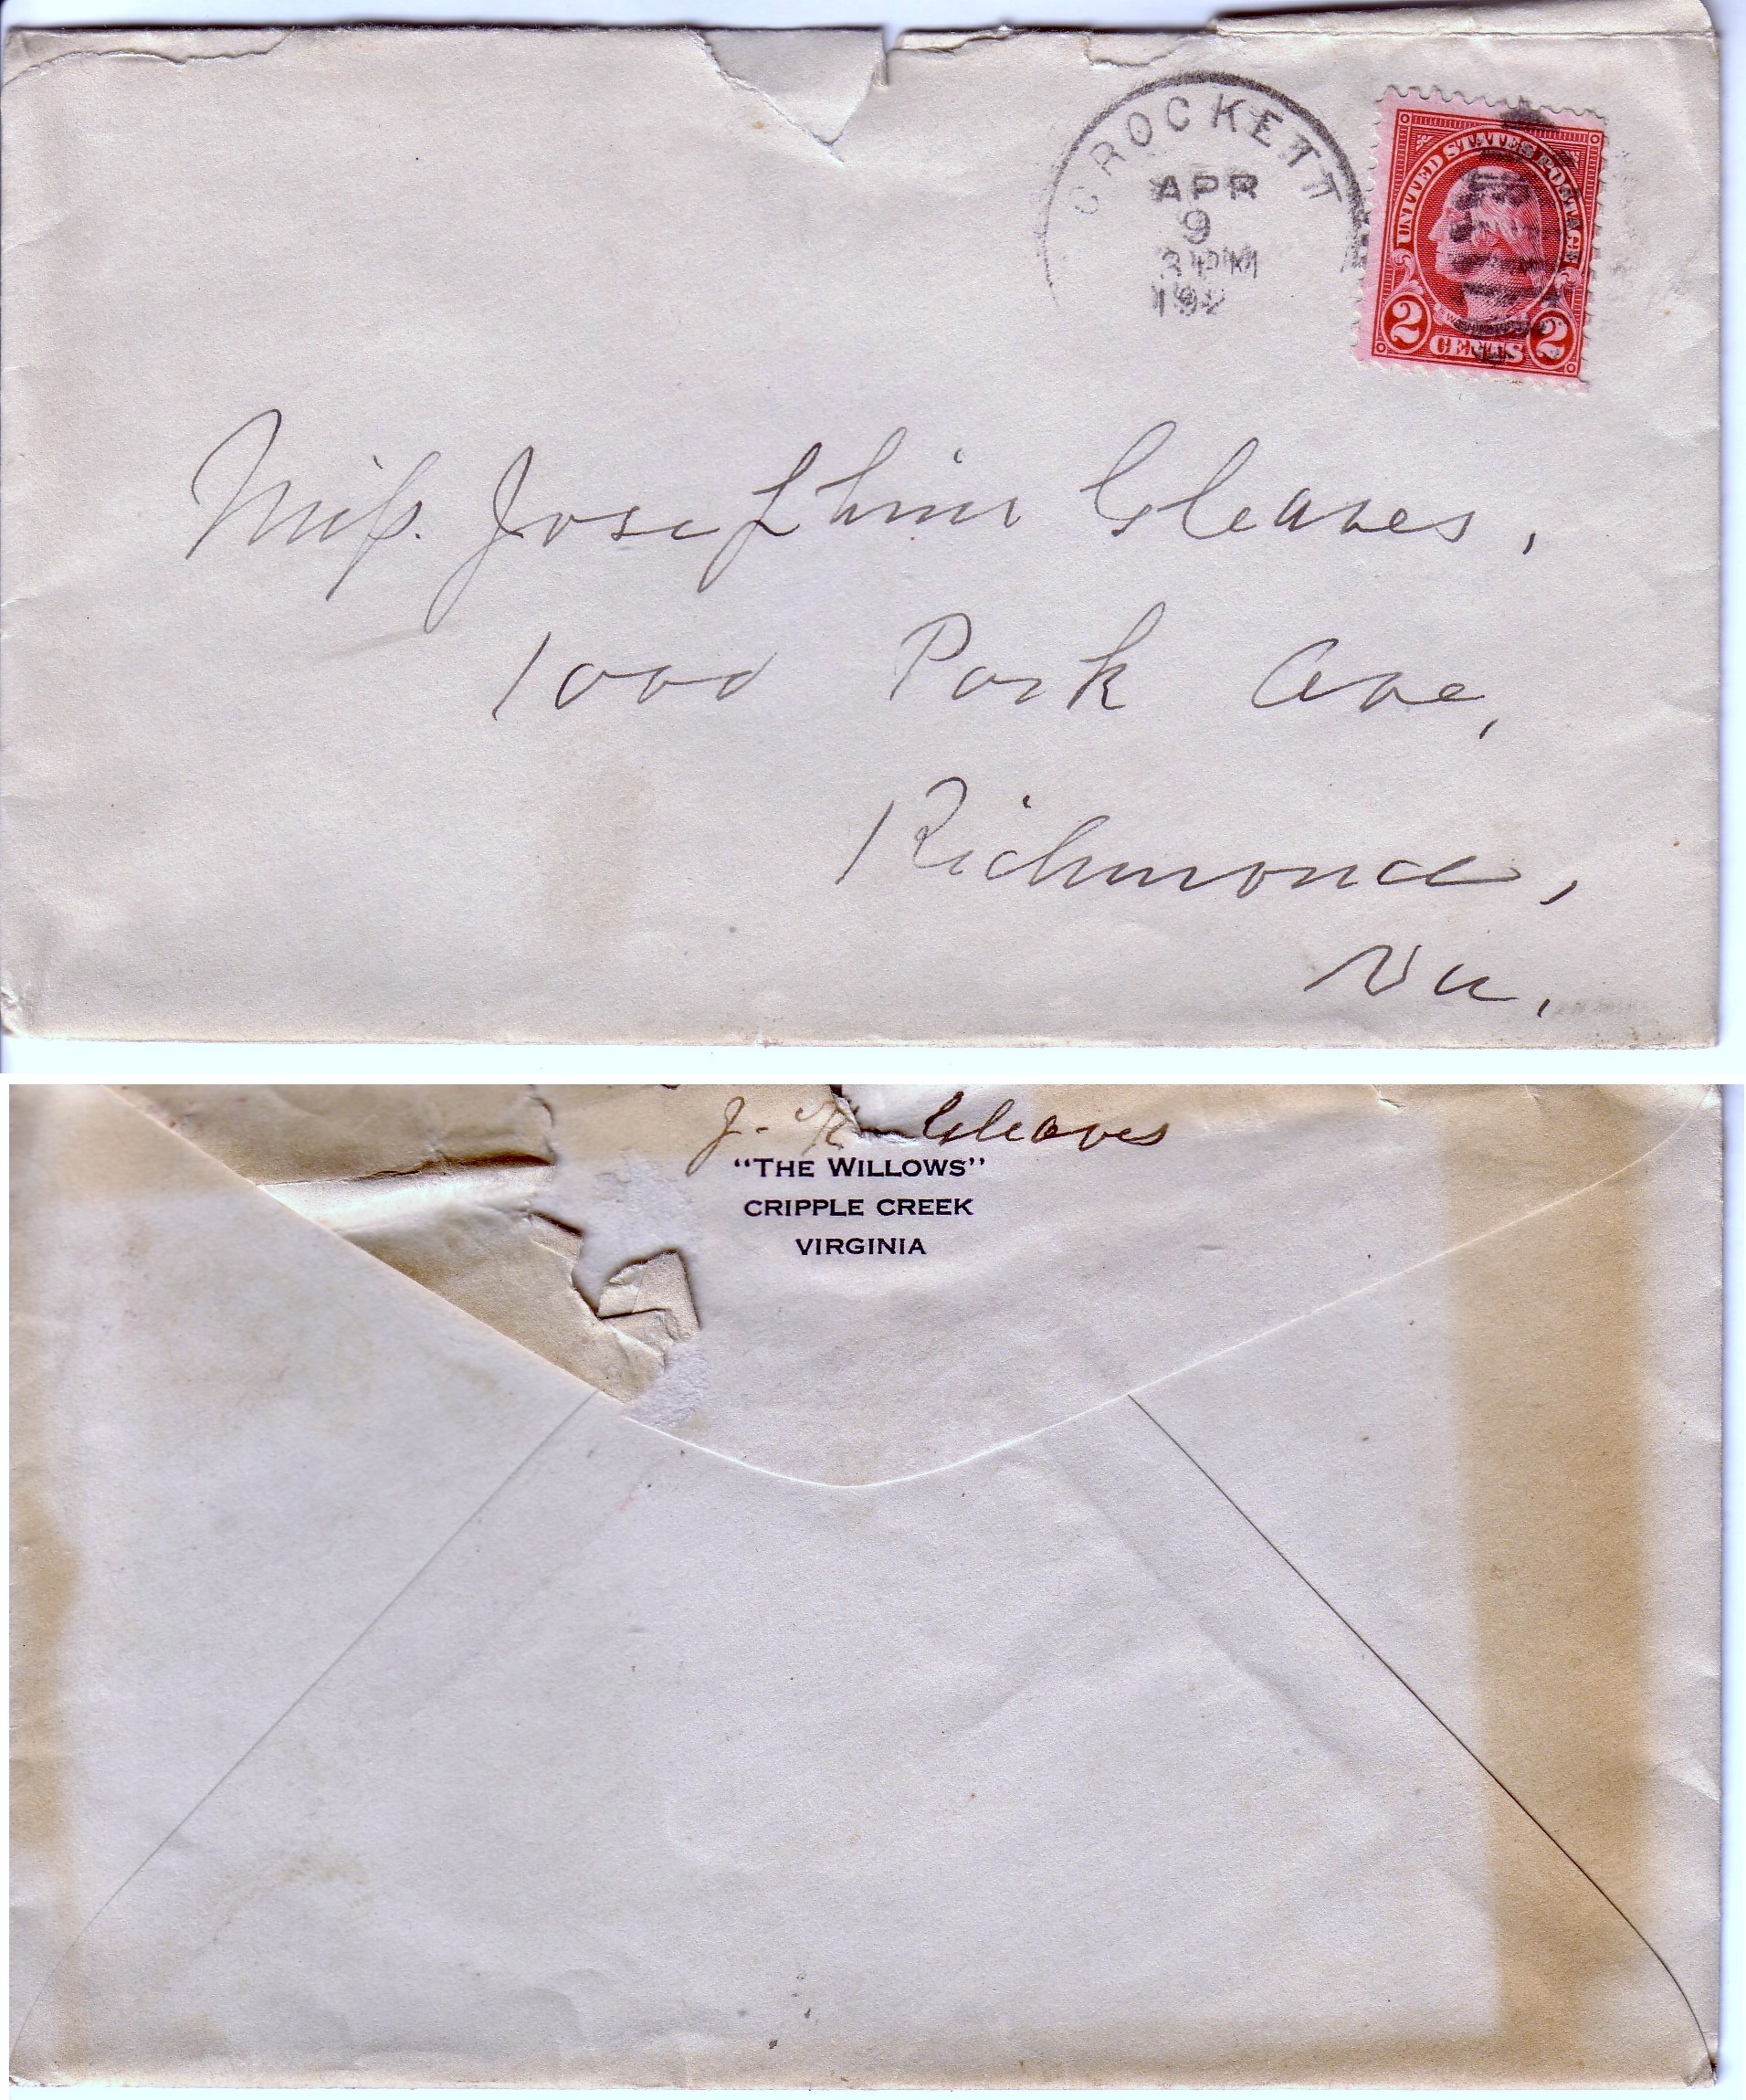 CROCKETT
APR
9
3 PM
192
UNITED STATES POSTAGE
2 CENTS 2
Miss. Josephine Gleaves,
1000 Park Ave,
Richmond,
Va.
J. K. Gleaves
“THE WILLOWS”
CRIPPLE CREEK
VIRGINIA